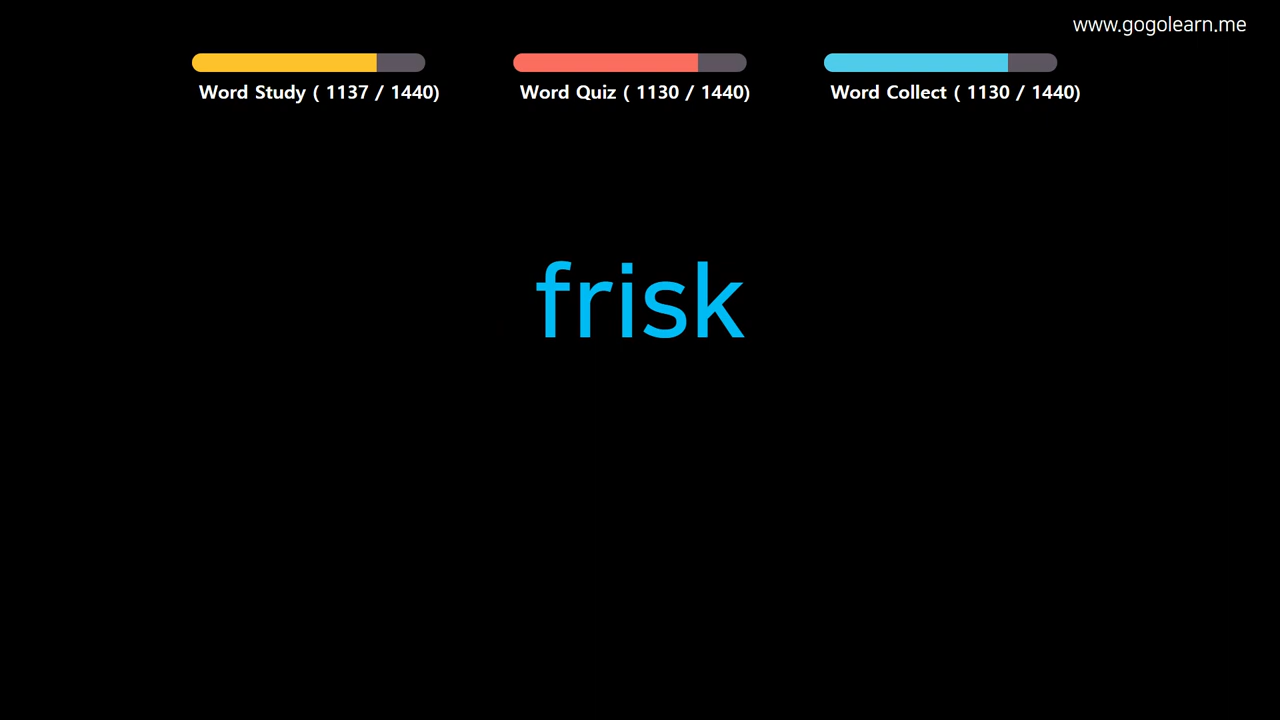 www.gogolearn.me
Word Study ( 1137 / 1440)
Word Quiz ( 1130 / 1440)
Word Collect ( 1130 / 1440)
frisk